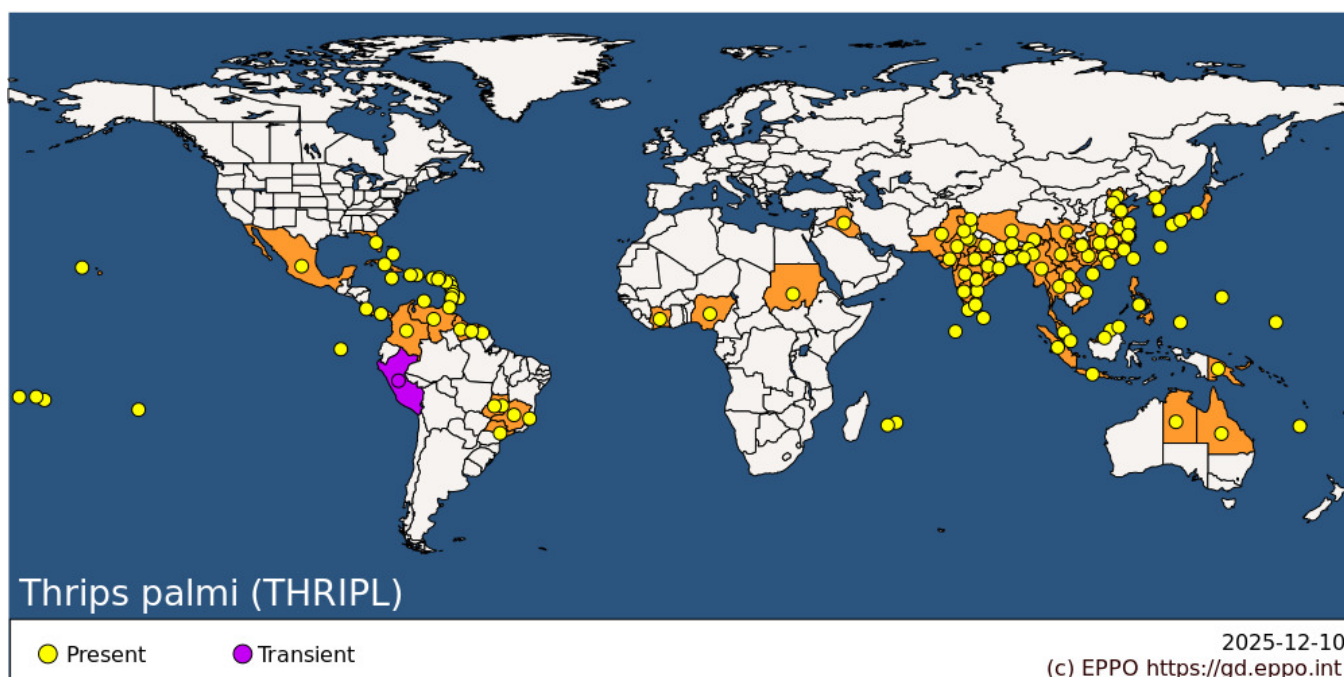 Thrips palmi (THRIPL)
Present
Transient
2025-12-10
(c) EPPO https://gd.eppo.int